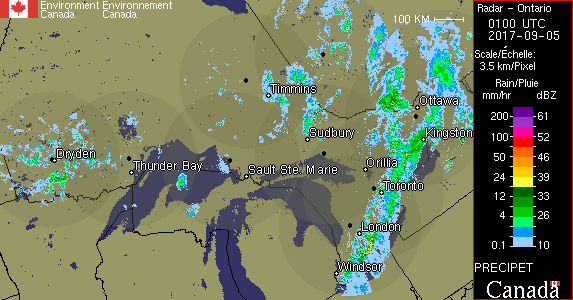 Environment Environnement
Canada Canada
100 KM
Timmins
Ottawa
Sudbury
Kingston
Dryden
Thunder Bay
Sault Ste. Marie
Orillia
Toronto
London
Windsor
Radar - Ontario
0100 UTC
2017-09-05
Scale/Échelle:
3.5 km/Pixel
Rain/Pluie
mm/hr dBZ
200 61
100 52
50 46
24 39
12 33
4 26
0.1 10
PRECIPET
Canada